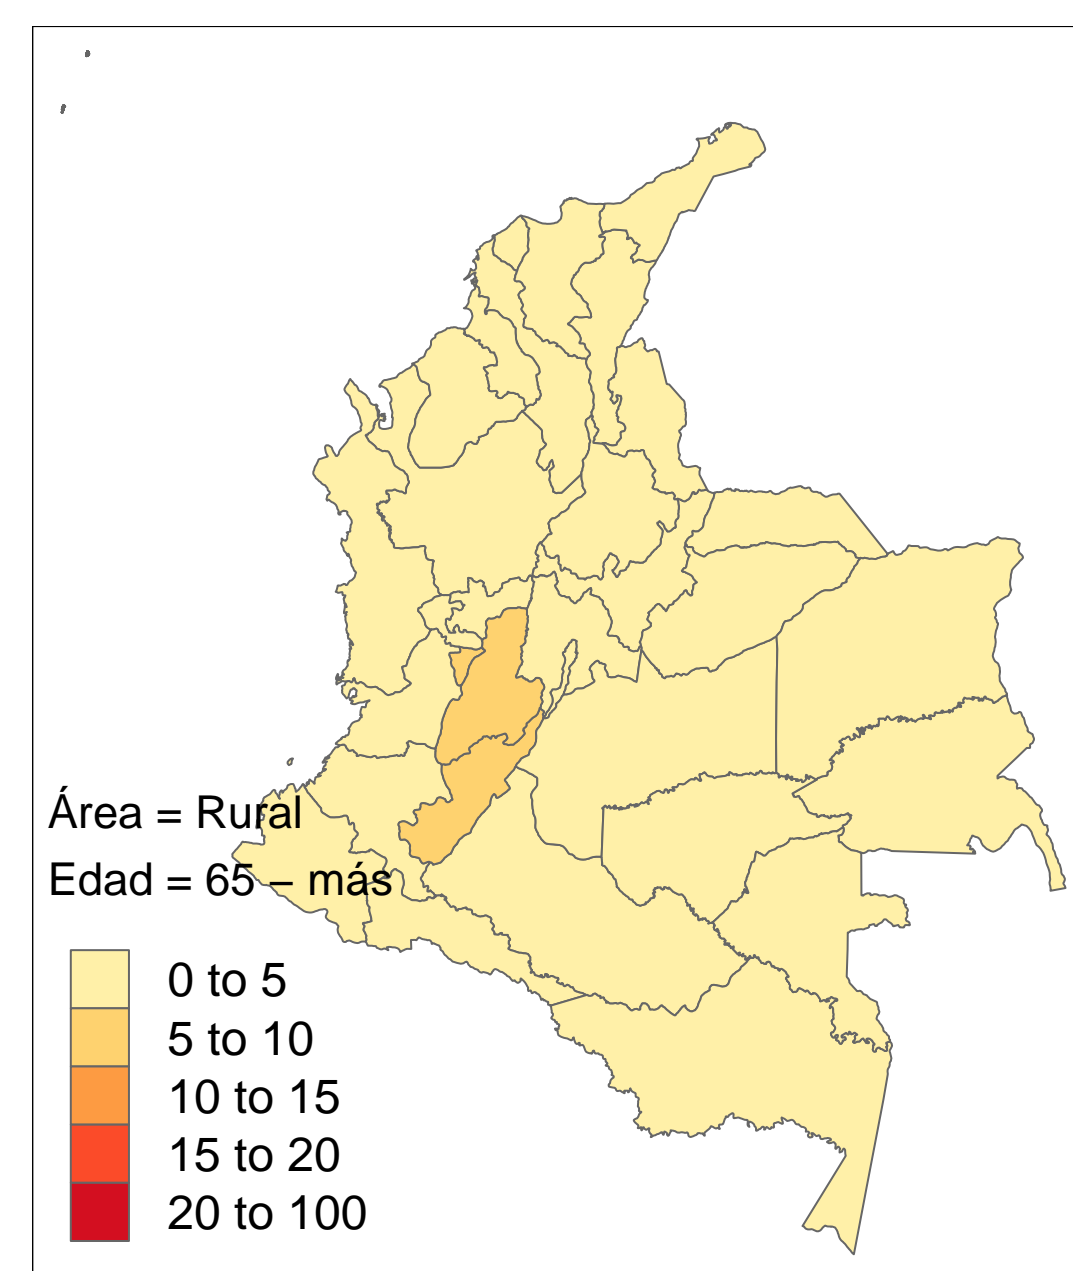 Área = Rural
Edad = 65 – más
0 to 5
5 to 10
10 to 15
15 to 20
20 to 100